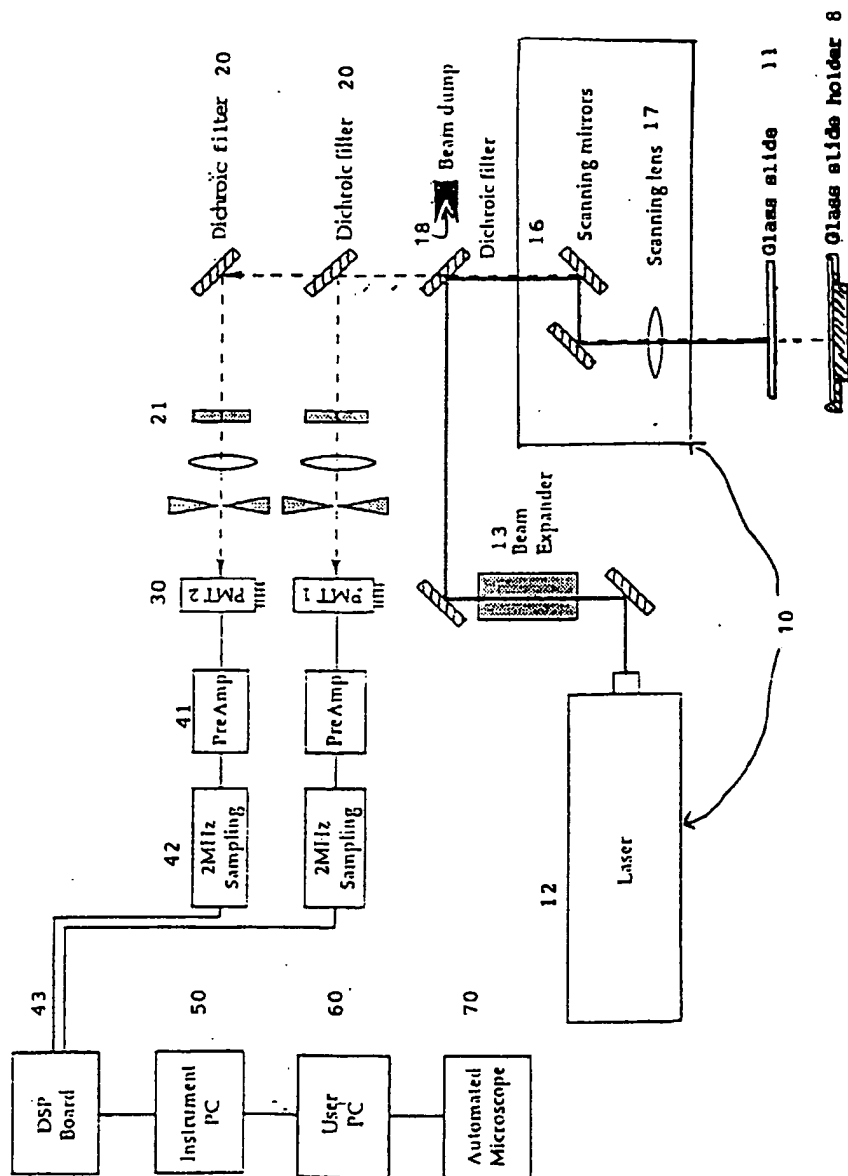 DSP
Board
43
Instrument
PC
50
User
PC
60
Automated
Microscope
70
2MHz
Sampling
42
PreAmp
41
PMT 2
30
21
Dichroic filter 20
2MHz
Sampling
PreAmp
PMT 1
Dichroic filter 20
18
Beam dump
Dichroic filter
16
Scanning mirrors
Scanning lens 17
13
Beam
Expander
12
Laser
10
Glass slide 11
Glass slide holder 8